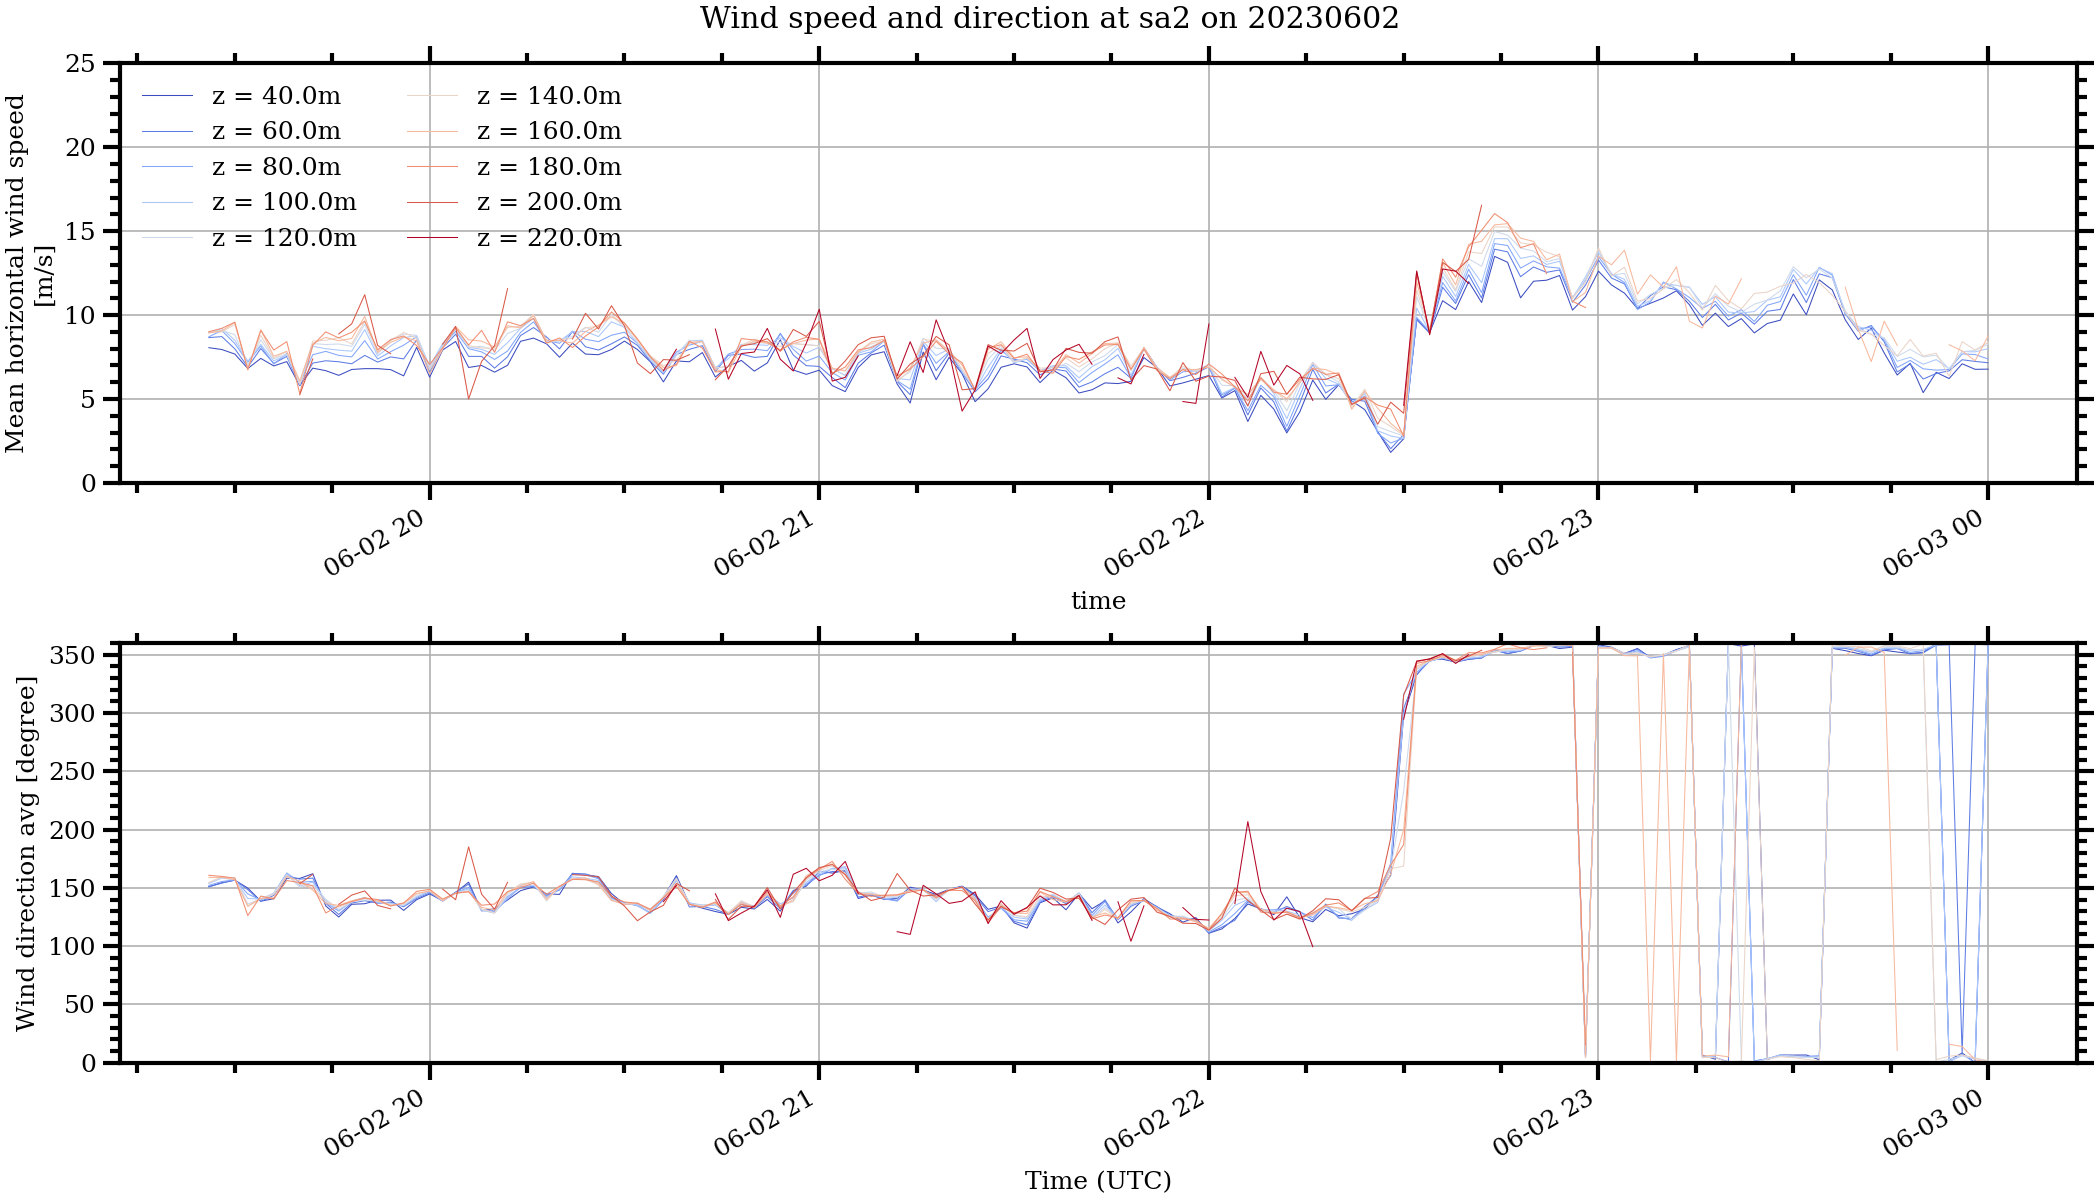 Wind speed and direction at sa2 on 20230602
Mean horizontal wind speed
[m/s]
25
20
15
10
5
0
z = 40.0m
z = 60.0m
z = 80.0m
z = 100.0m
z = 120.0m
z = 140.0m
z = 160.0m
z = 180.0m
z = 200.0m
z = 220.0m
06-02 20
06-02 21
06-02 22
06-02 23
06-03 00
time
Wind direction avg [degree]
350
300
250
200
150
100
50
0
06-02 20
06-02 21
06-02 22
06-02 23
06-03 00
Time (UTC)